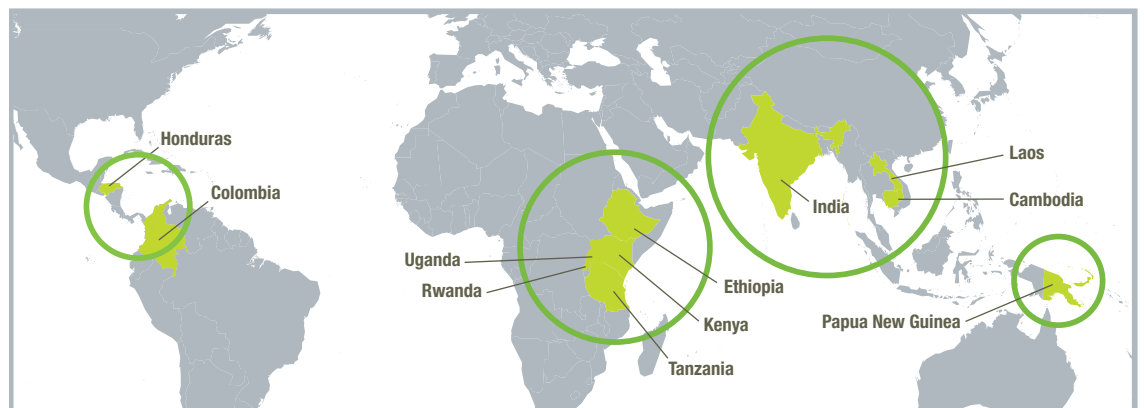 Honduras
Colombia
Uganda
Rwanda
Ethiopia
Kenya
Tanzania
India
Laos
Cambodia
Papua New Guinea